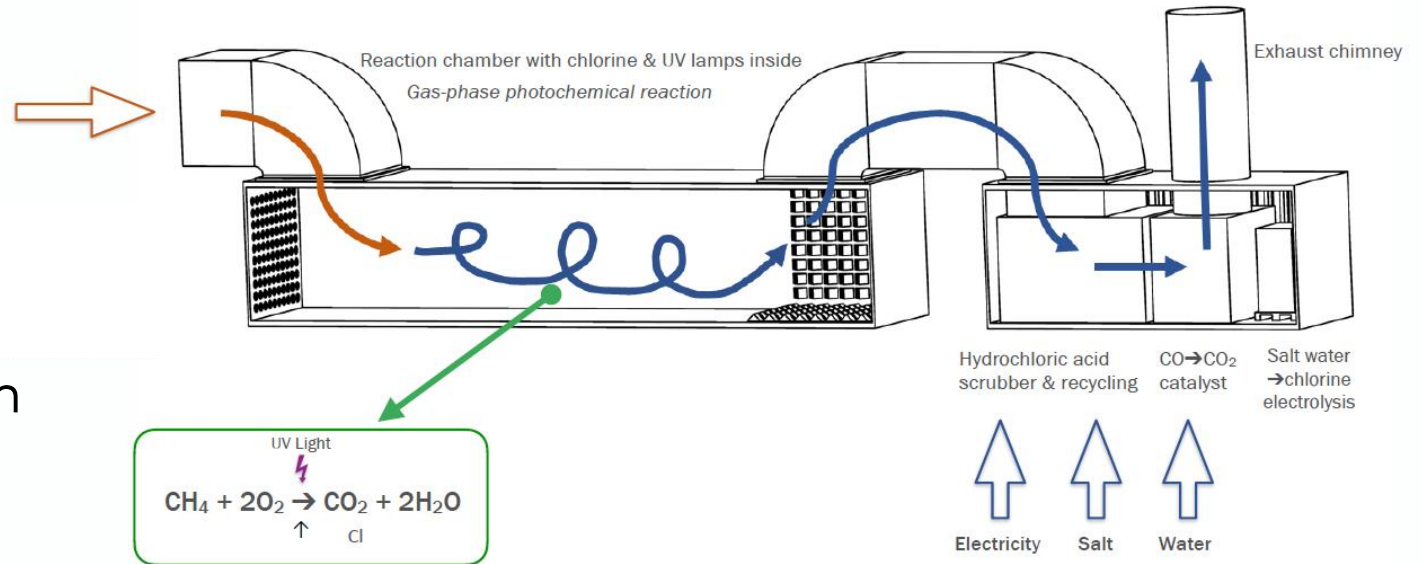 Reaction chamber with chlorine & UV lamps inside
Gas-phase photochemical reaction
Exhaust chimney
n
Hydrochloric acid
scrubber & recycling
CO➔CO₂
catalyst
Salt water
➔chlorine
electrolysis
UV Light
CH₄ + 2O₂ ➔ CO₂ + 2H₂O
↑ Cl
Electricity
Salt
Water